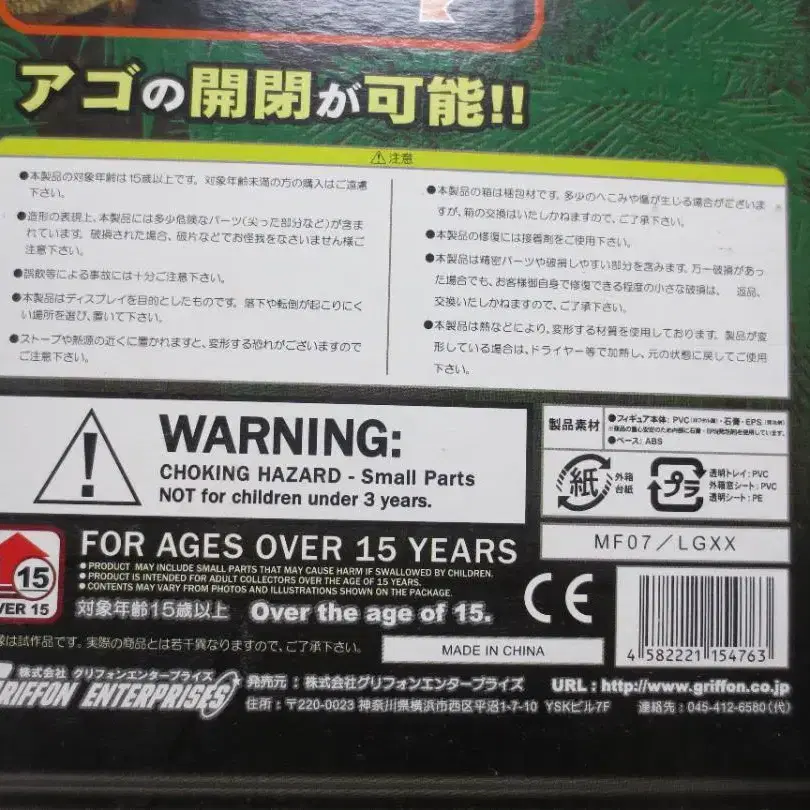 アゴの開閉が可能!!
⚠注意
●本製品の対象年齢は15歳以上です。対象年齢未満の方の購入はご遠慮
下さい。
●造形の表現上、本製品には多少危険なパーツ(尖った部分など)が含ま
れています。破損された場合、破片などでお怪我をなさいません様ご
注意下さい。
●誤飲等による事故には十分ご注意下さい。
●本製品はディスプレイを目的としたものです。落下や転倒が起こりにく
い場所を選び、置いて下さい。
●ストーブや熱源の近くに置かれますと、変形する恐れがございますので
ご注意下さい。
●本製品の箱は梱包材です。多少のへこみや傷が生じる場合がございま
すが、箱の交換はいたしかねますので、ご了承下さい。
●本製品の修復には接着剤をご使用下さい。
●本製品は精密パーツや破損しやすい部分を含みます。万一破損があっ
た場合でも、お客様御自身で修復できる程度の小さな破損は、返品、
交換いたしかねますので、ご了承下さい。
●本製品は熱などにより、変形する材質を使用しております。製品が変
形している場合は、ドライヤー等で加熱し、元の状態に戻してご使用
下さい。
WARNING:
CHOKING HAZARD - Small Parts
NOT for children under 3 years.
製品素材
●フィギュア本体:PVC(非フタル酸)・石膏・EPS(発泡剤)
●ベース:ABS
紙
外箱
台紙
プラ
透明トレイ:PVC
外箱窓シート:PVC
透明シート:PE
MF07/LGXX
15
VER 15
FOR AGES OVER 15 YEARS
●PRODUCT MAY INCLUDE SMALL PARTS THAT MAY CAUSE HARM IF SWALLOWED BY CHILDREN.
●PRODUCT IS INTENDED FOR ADULT COLLECTORS OVER THE AGE OF 15 YEARS.
●CONTENTS MAY VARY FROM PHOTOS AND ILLUSTRATIONS SHOWN ON THE PACKAGE.
対象年齢15歳以上 Over the age of 15.
CE
像は試作品です。実際の商品とは若干異なりますので、ご了承下さい。
MADE IN CHINA
4 582221 154763
株式会社 グリフォンエンタープライズ
GRIFFON ENTERPRISES
発売元:株式会社グリフォンエンタープライズ URL:http://www.griffon.co.jp
住所:〒220-0023 神奈川県横浜市西区平沼1-7-10 YSKビル7F 連絡先:045-412-6580(代)